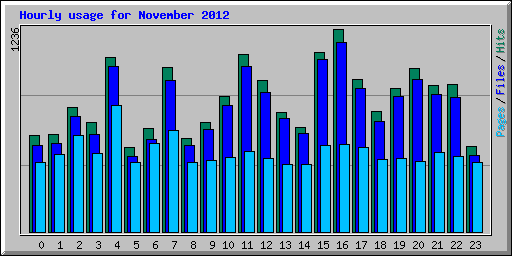 Hourly usage for November 2012
1236
Pages / Files / Hits
0 1 2 3 4 5 6 7 8 9 10 11 12 13 14 15 16 17 18 19 20 21 22 23